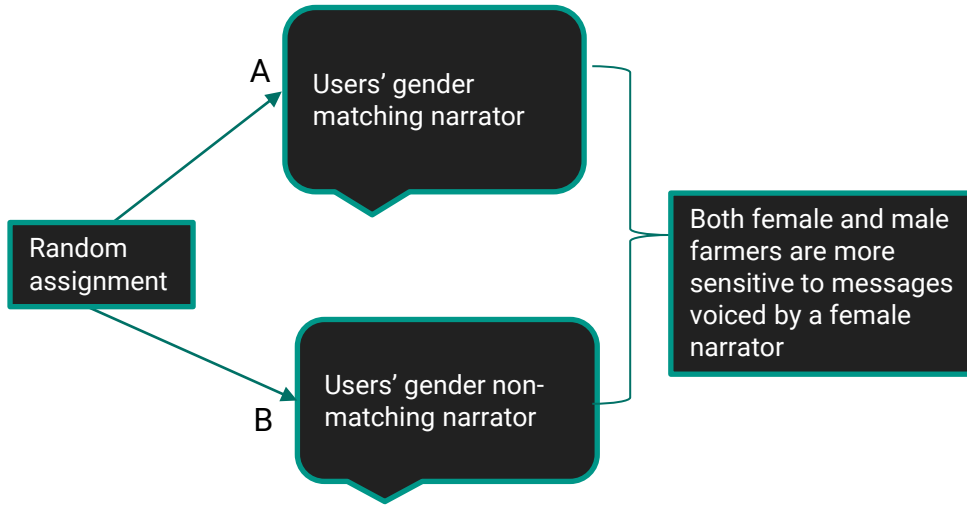 A
Users’ gender
matching narrator
Random
assignment
Both female and male
farmers are more
sensitive to messages
voiced by a female
narrator
Users’ gender non-
matching narrator
B